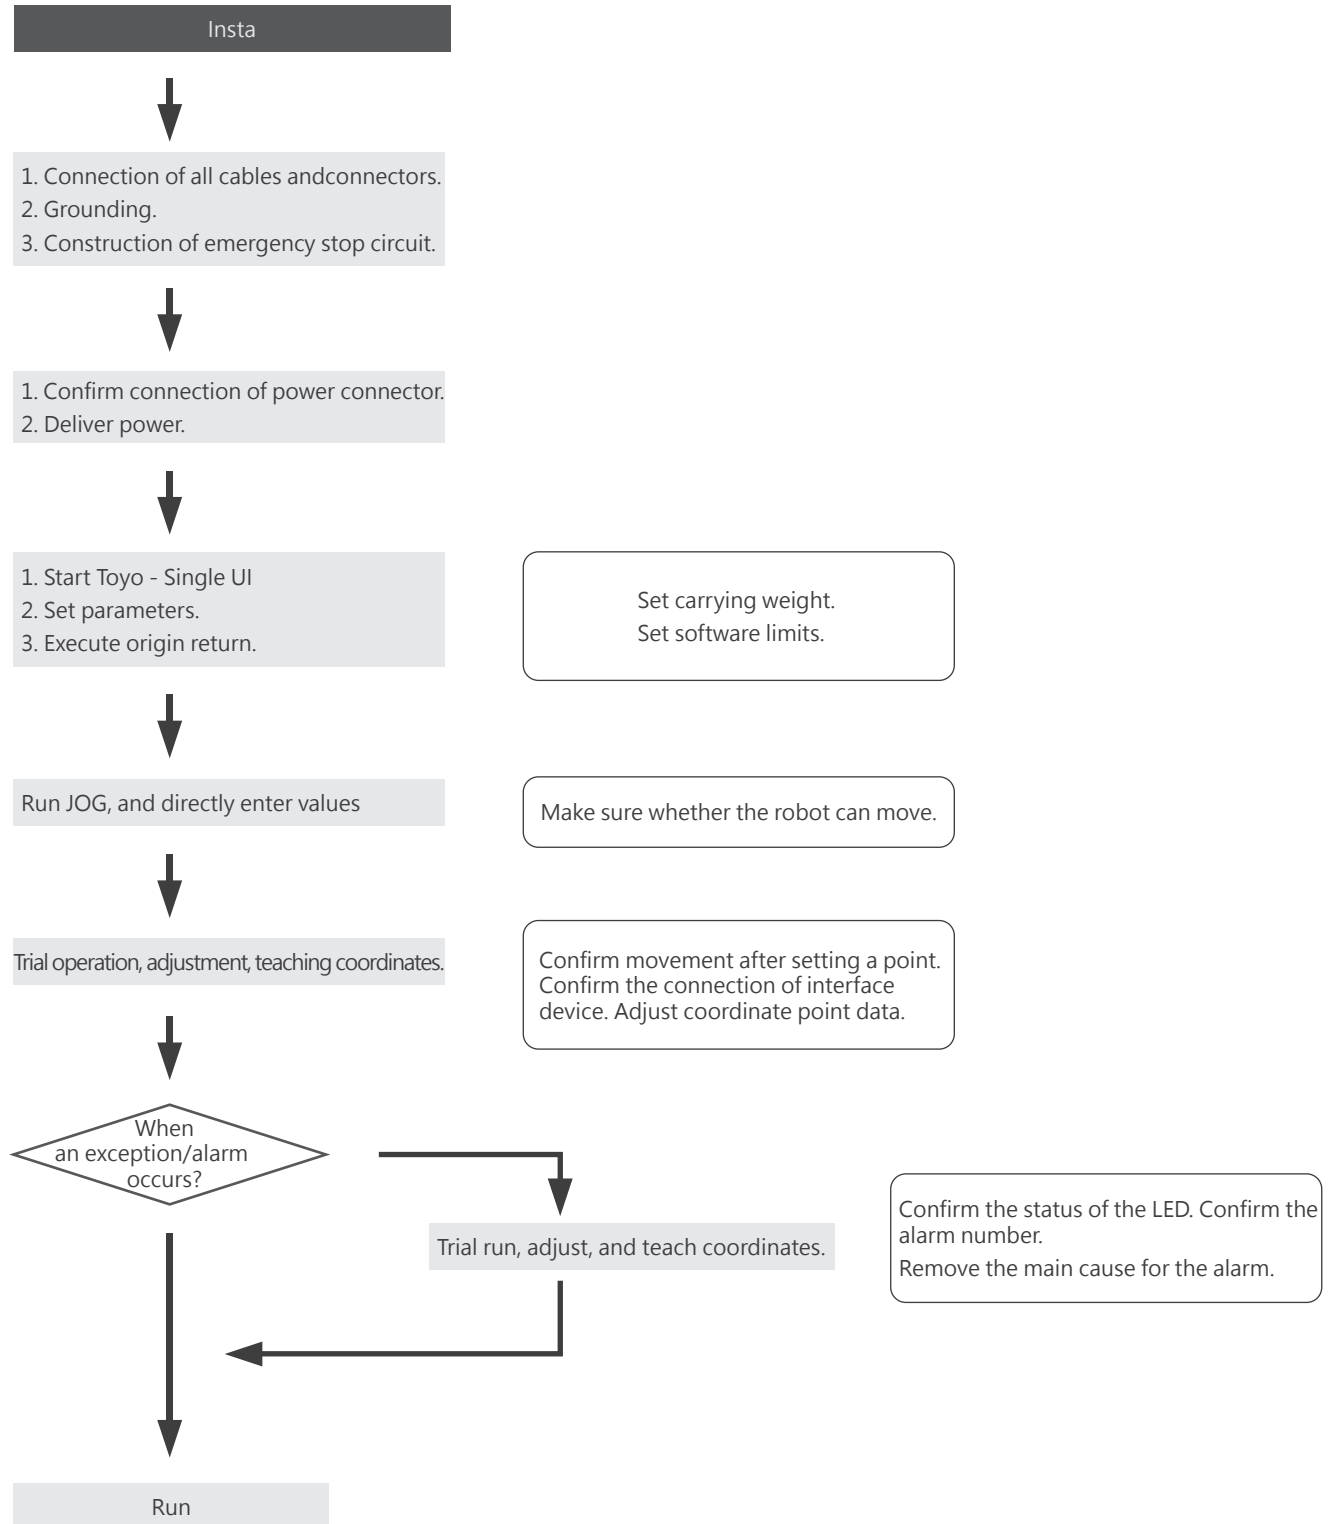 Insta
1. Connection of all cables andconnectors.
2. Grounding.
3. Construction of emergency stop circuit.
1. Confirm connection of power connector.
2. Deliver power.
1. Start Toyo - Single UI
2. Set parameters.
3. Execute origin return.
Set carrying weight.
Set software limits.
Run JOG, and directly enter values
Make sure whether the robot can move.
Trial operation, adjustment, teaching coordinates.
Confirm movement after setting a point.
Confirm the connection of interface
device. Adjust coordinate point data.
When
an exception/alarm
occurs?
Trial run, adjust, and teach coordinates.
Confirm the status of the LED. Confirm the
alarm number.
Remove the main cause for the alarm.
Run